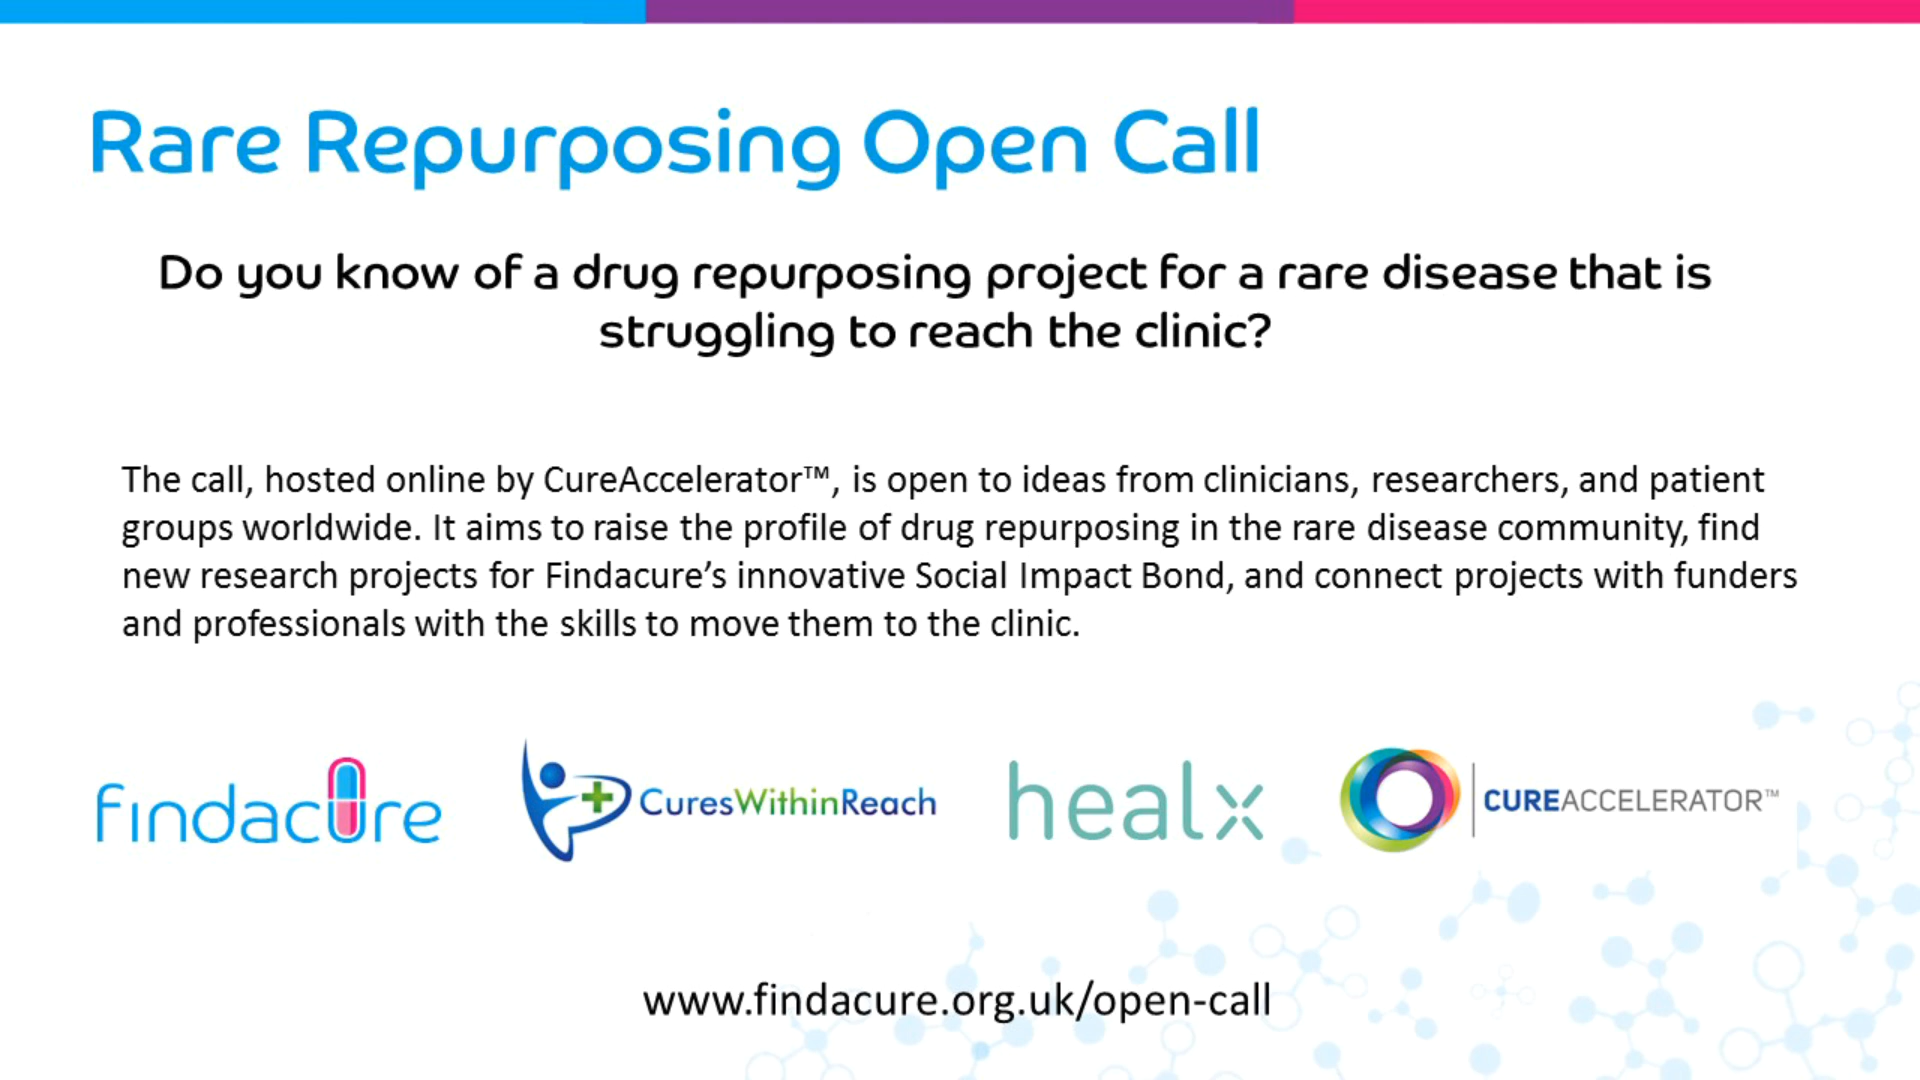 Rare Repurposing Open Call
Do you know of a drug repurposing project for a rare disease that is
struggling to reach the clinic?
The call, hosted online by CureAccelerator™, is open to ideas from clinicians, researchers, and patient
groups worldwide. It aims to raise the profile of drug repurposing in the rare disease community, find
new research projects for Findacure’s innovative Social Impact Bond, and connect projects with funders
and professionals with the skills to move them to the clinic.
findacure
CuresWithinReach
healx
CUREACCELERATOR™
www.findacure.org.uk/open-call